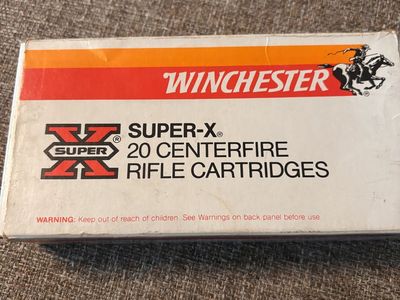 WINCHESTER
®
X®
SUPER
SUPER-X®
20 CENTERFIRE
RIFLE CARTRIDGES
WARNING: Keep out of reach of children. See Warnings on back panel before use.